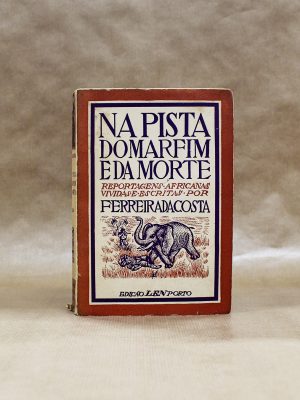 NA PISTA
DO MARFIM
E DA MORTE
REPORTAGENS AFRICANAS
VIVIDAS E ESCRITAS POR
FERREIRA DA COSTA
EDIÇÃO LEN PORTO